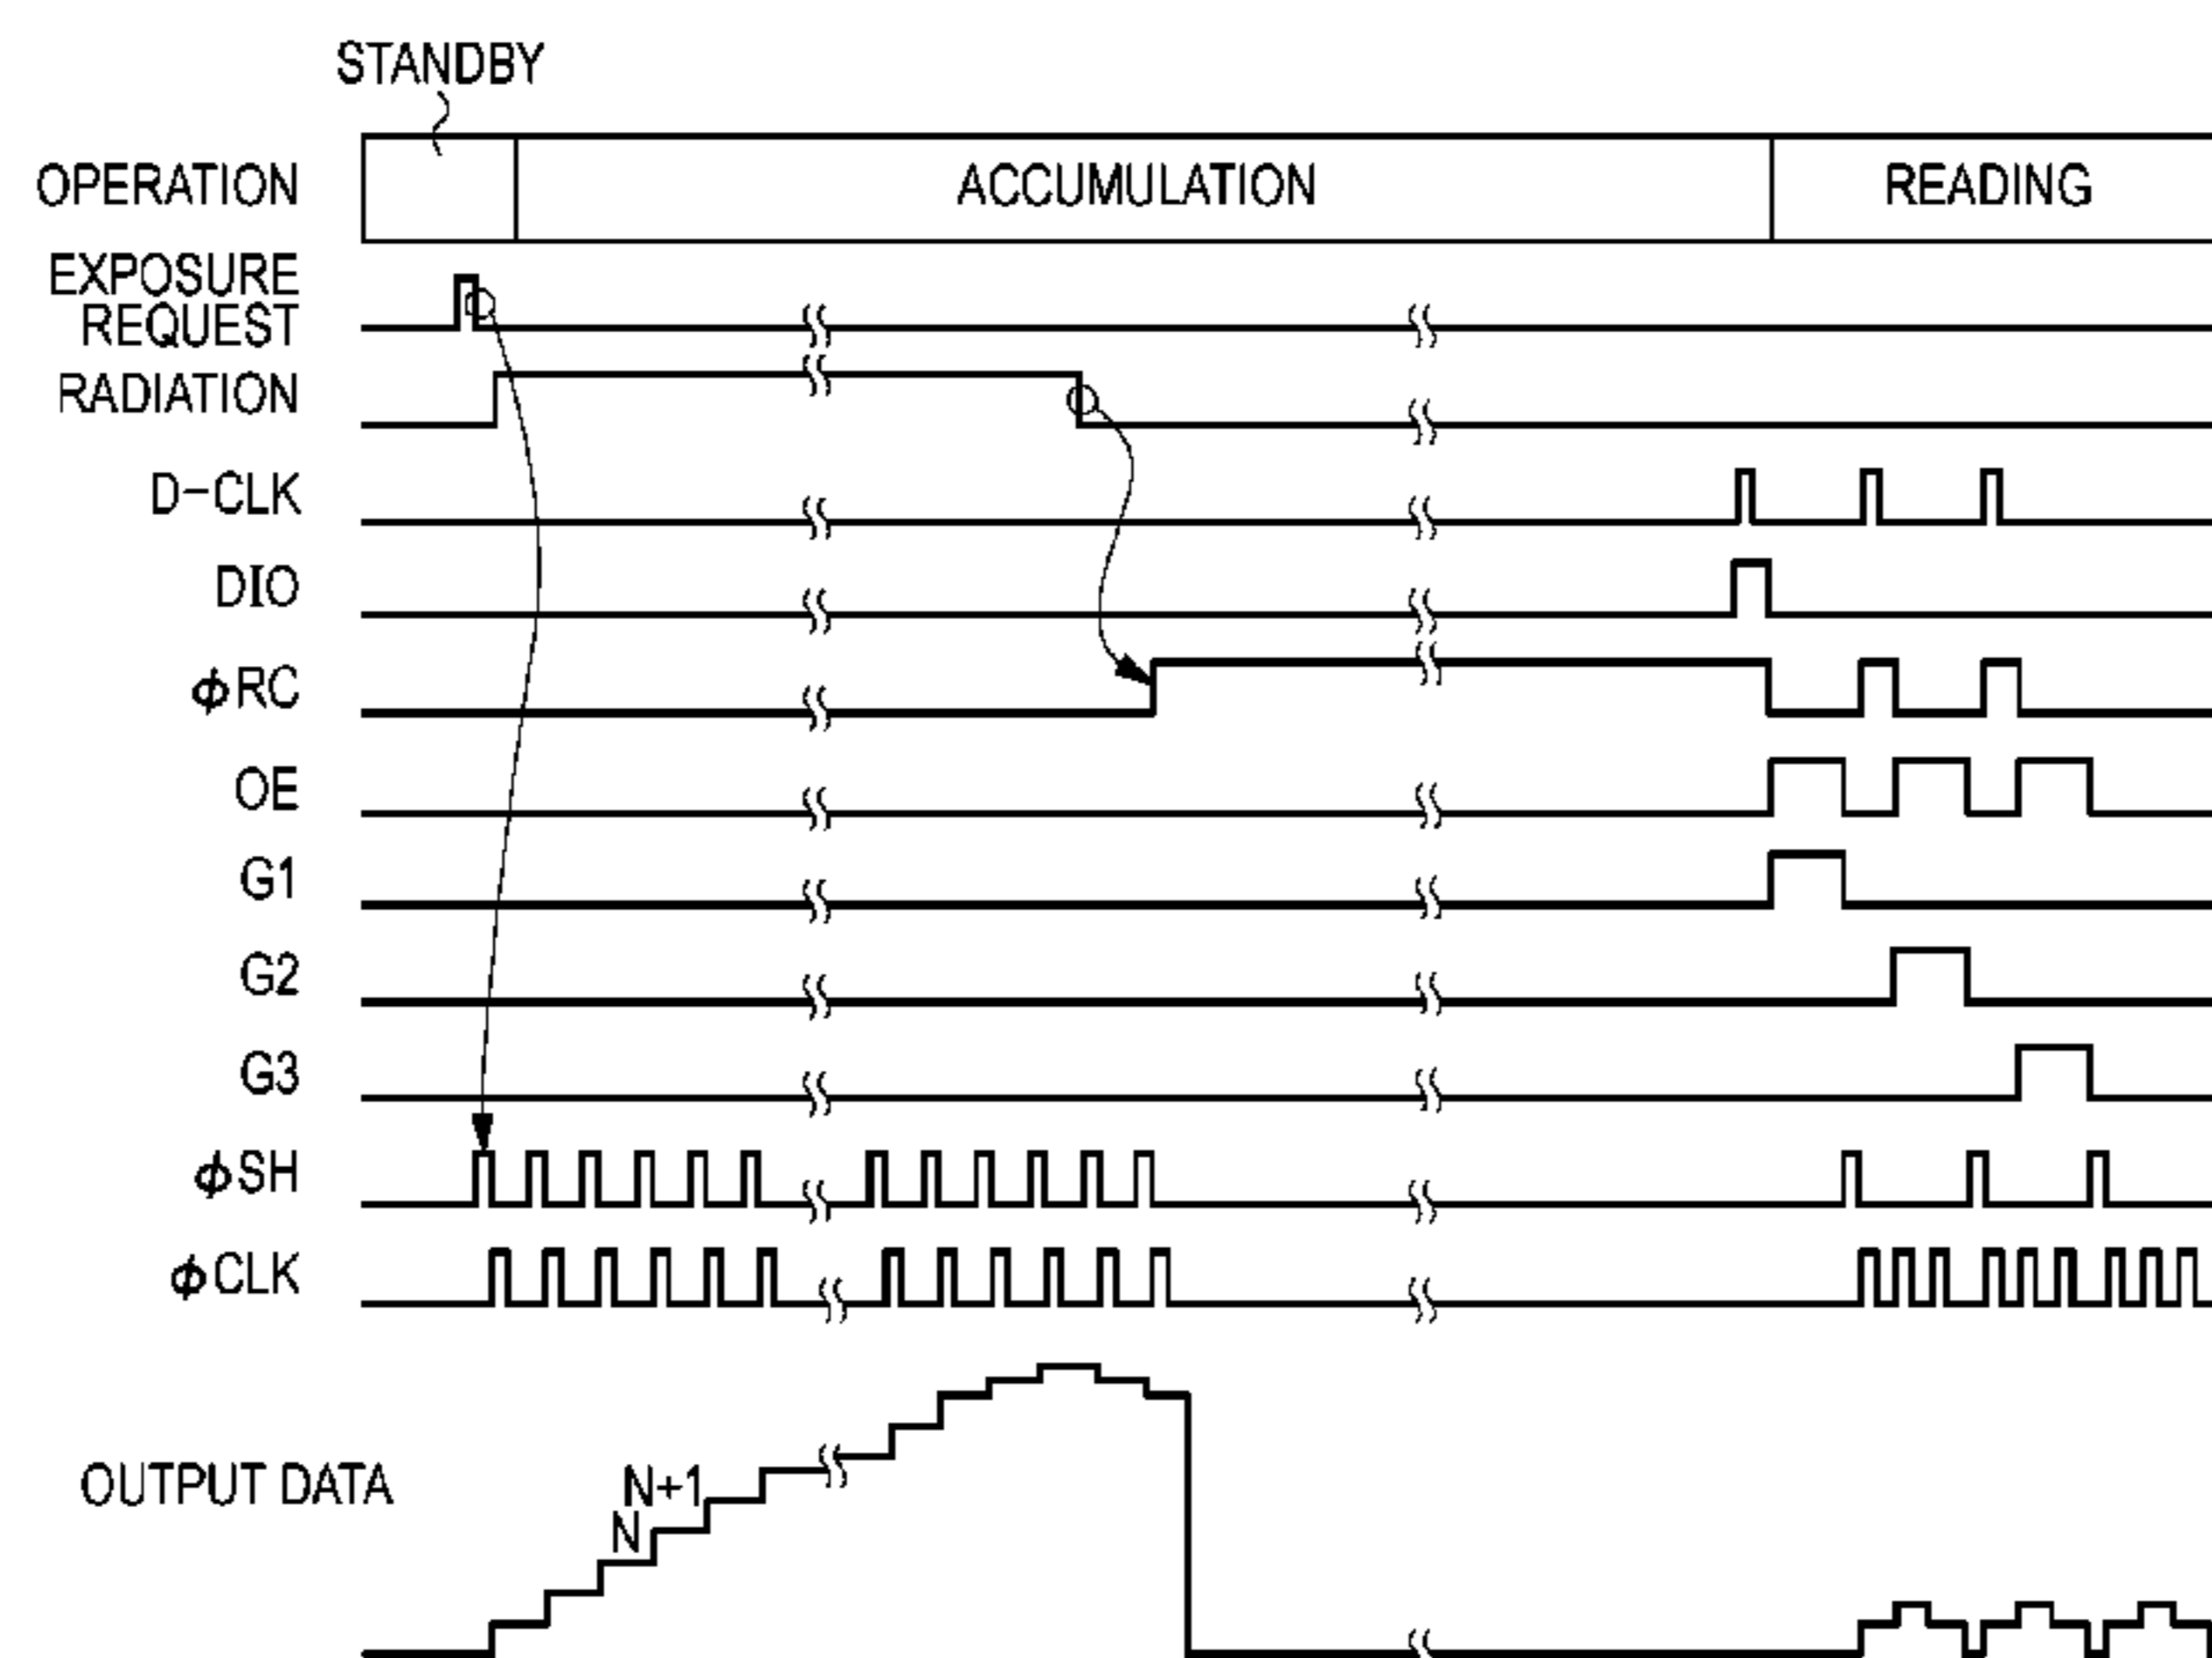 STANDBY
OPERATION
ACCUMULATION
READING
EXPOSURE
REQUEST
RADIATION
D-CLK
DIO
ϕRC
OE
G1
G2
G3
ϕSH
ϕCLK
OUTPUT DATA
N+1
N